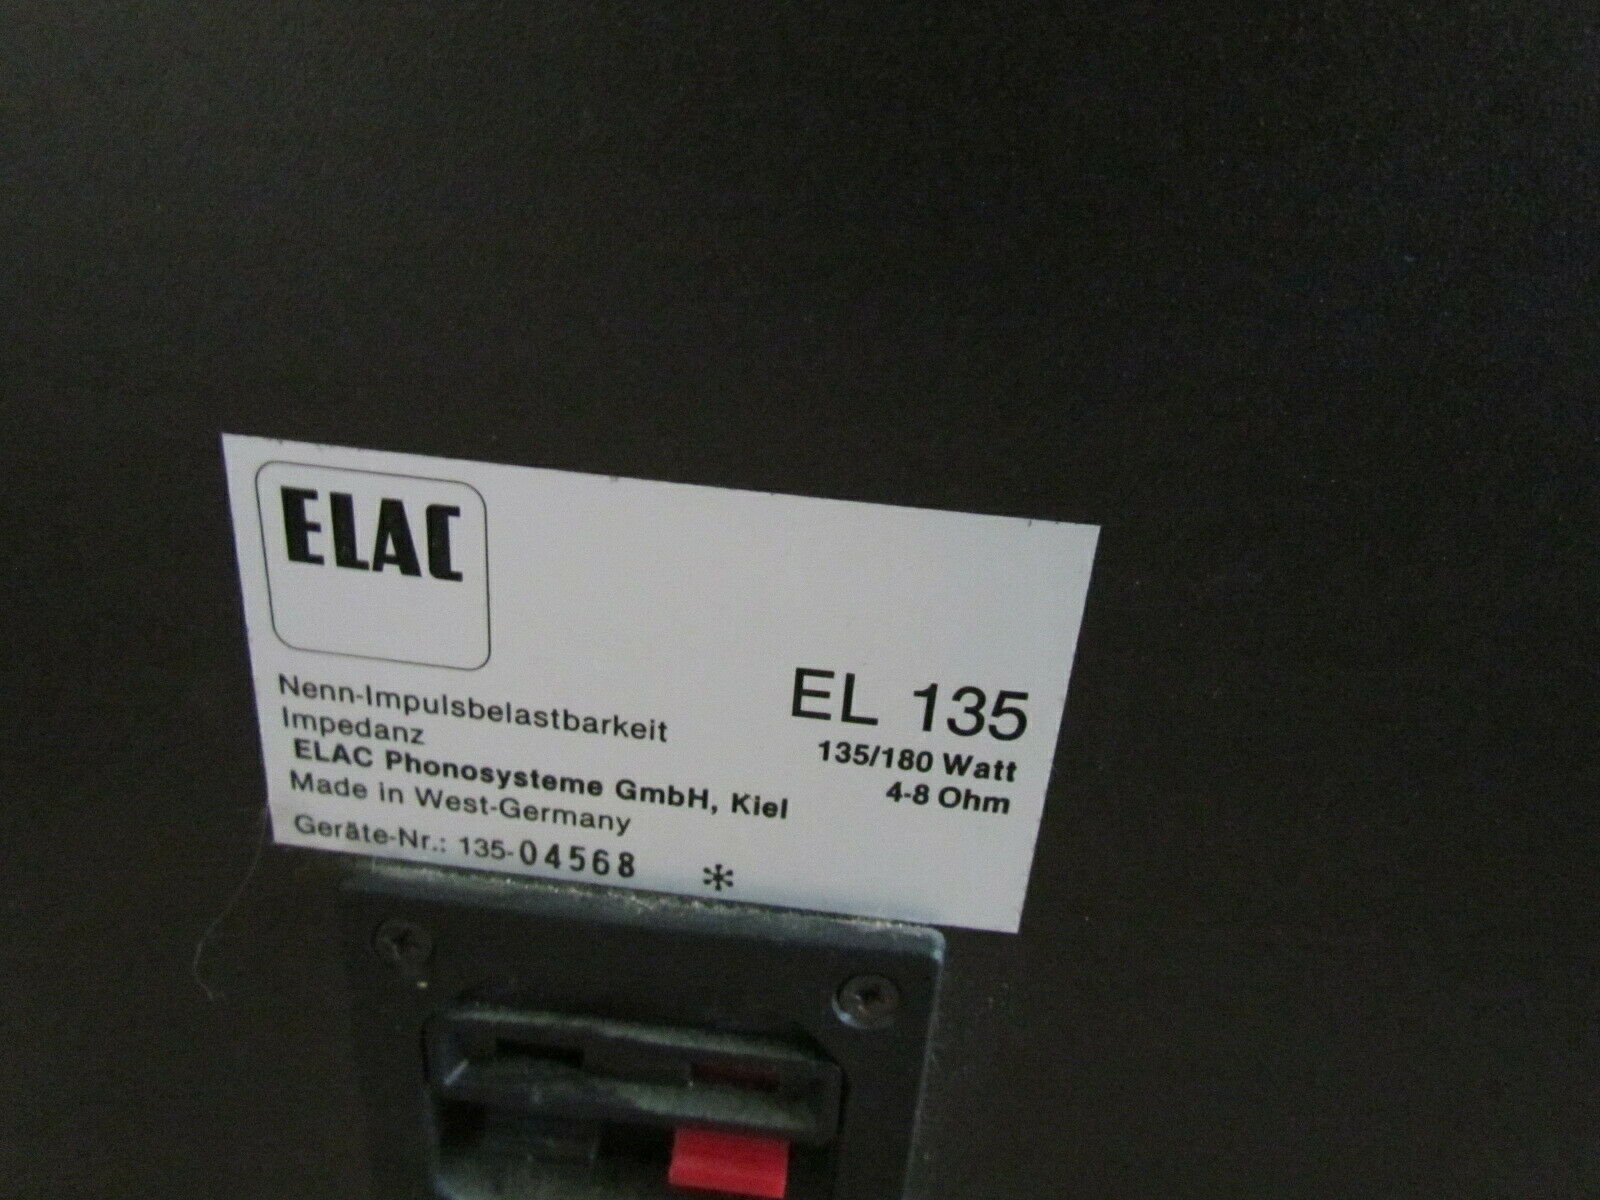 ELAC
EL 135
Nenn-Impulsbelastbarkeit 135/180 Watt
Impedanz 4-8 Ohm
ELAC Phonosysteme GmbH, Kiel
Made in West-Germany
Geräte-Nr.: 135-04568 *